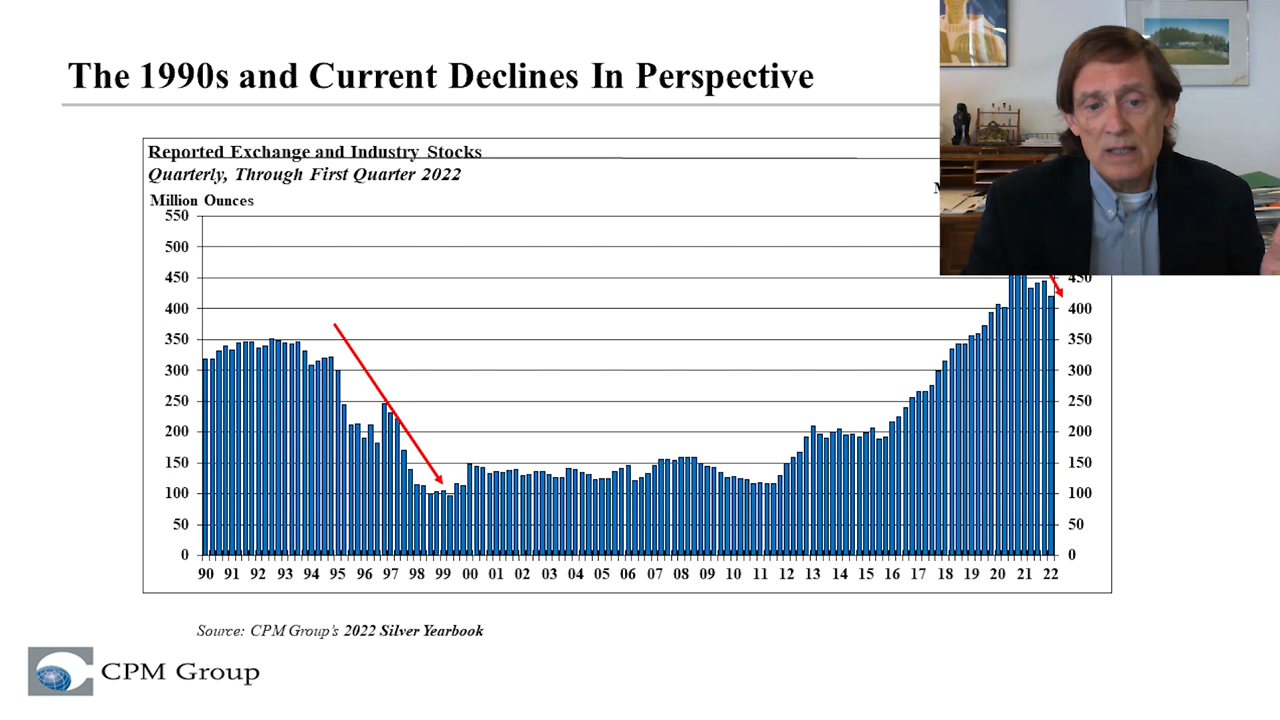 The 1990s and Current Declines In Perspective
Reported Exchange and Industry Stocks
Quarterly, Through First Quarter 2022
Million Ounces
550
500
450 450
400 400
350 350
300 300
250 250
200 200
150 150
100 100
50 50
0 0
90 91 92 93 94 95 96 97 98 99 00 01 02 03 04 05 06 07 08 09 10 11 12 13 14 15 16 17 18 19 20 21 22
Source: CPM Group's 2022 Silver Yearbook
CPM Group